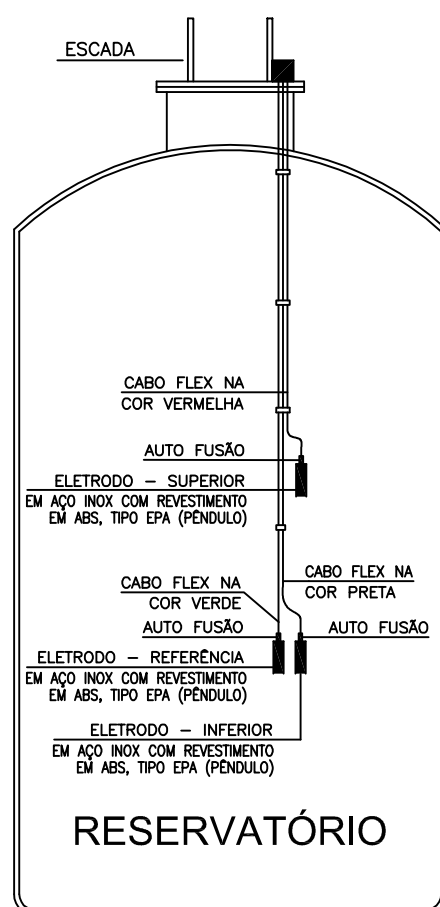 ESCADA
CABO FLEX NA
COR VERMELHA
AUTO FUSÃO
ELETRODO – SUPERIOR
EM AÇO INOX COM REVESTIMENTO
EM ABS, TIPO EPA (PÊNDULO)
CABO FLEX NA
COR VERDE
CABO FLEX NA
COR PRETA
AUTO FUSÃO
AUTO FUSÃO
ELETRODO – REFERÊNCIA
EM AÇO INOX COM REVESTIMENTO
EM ABS, TIPO EPA (PÊNDULO)
ELETRODO – INFERIOR
EM AÇO INOX COM REVESTIMENTO
EM ABS, TIPO EPA (PÊNDULO)
RESERVATÓRIO